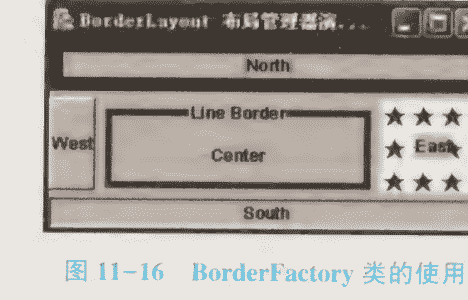 BorderLayout 布局管理器演...
North
Line Border
West
Center
East
South
图 11-16 BorderFactory 类的使用